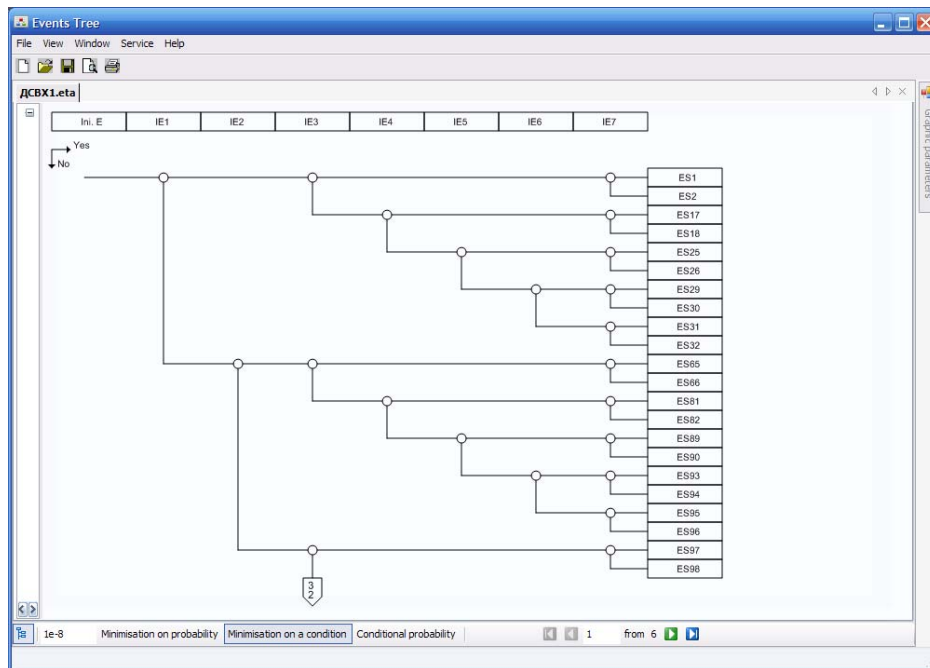 Events Tree
File View Window Service Help
ДСВХ1.eta
Ini. E IE1 IE2 IE3 IE4 IE5 IE6 IE7
Yes
No
ES1
ES2
ES17
ES18
ES25
ES26
ES29
ES30
ES31
ES32
ES65
ES66
ES81
ES82
ES89
ES90
ES93
ES94
ES95
ES96
ES97
ES98
3
2
Graphic parameters
1e-8 Minimisation on probability Minimisation on a condition Conditional probability 1 from 6